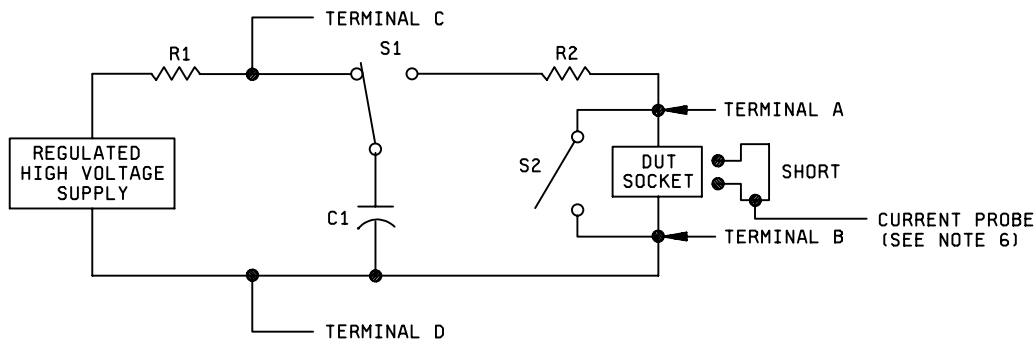 TERMINAL C
S1
R1
R2
TERMINAL A
REGULATED
HIGH VOLTAGE
SUPPLY
S2
DUT
SOCKET
SHORT
C1
CURRENT PROBE
(SEE NOTE 6)
TERMINAL B
TERMINAL D